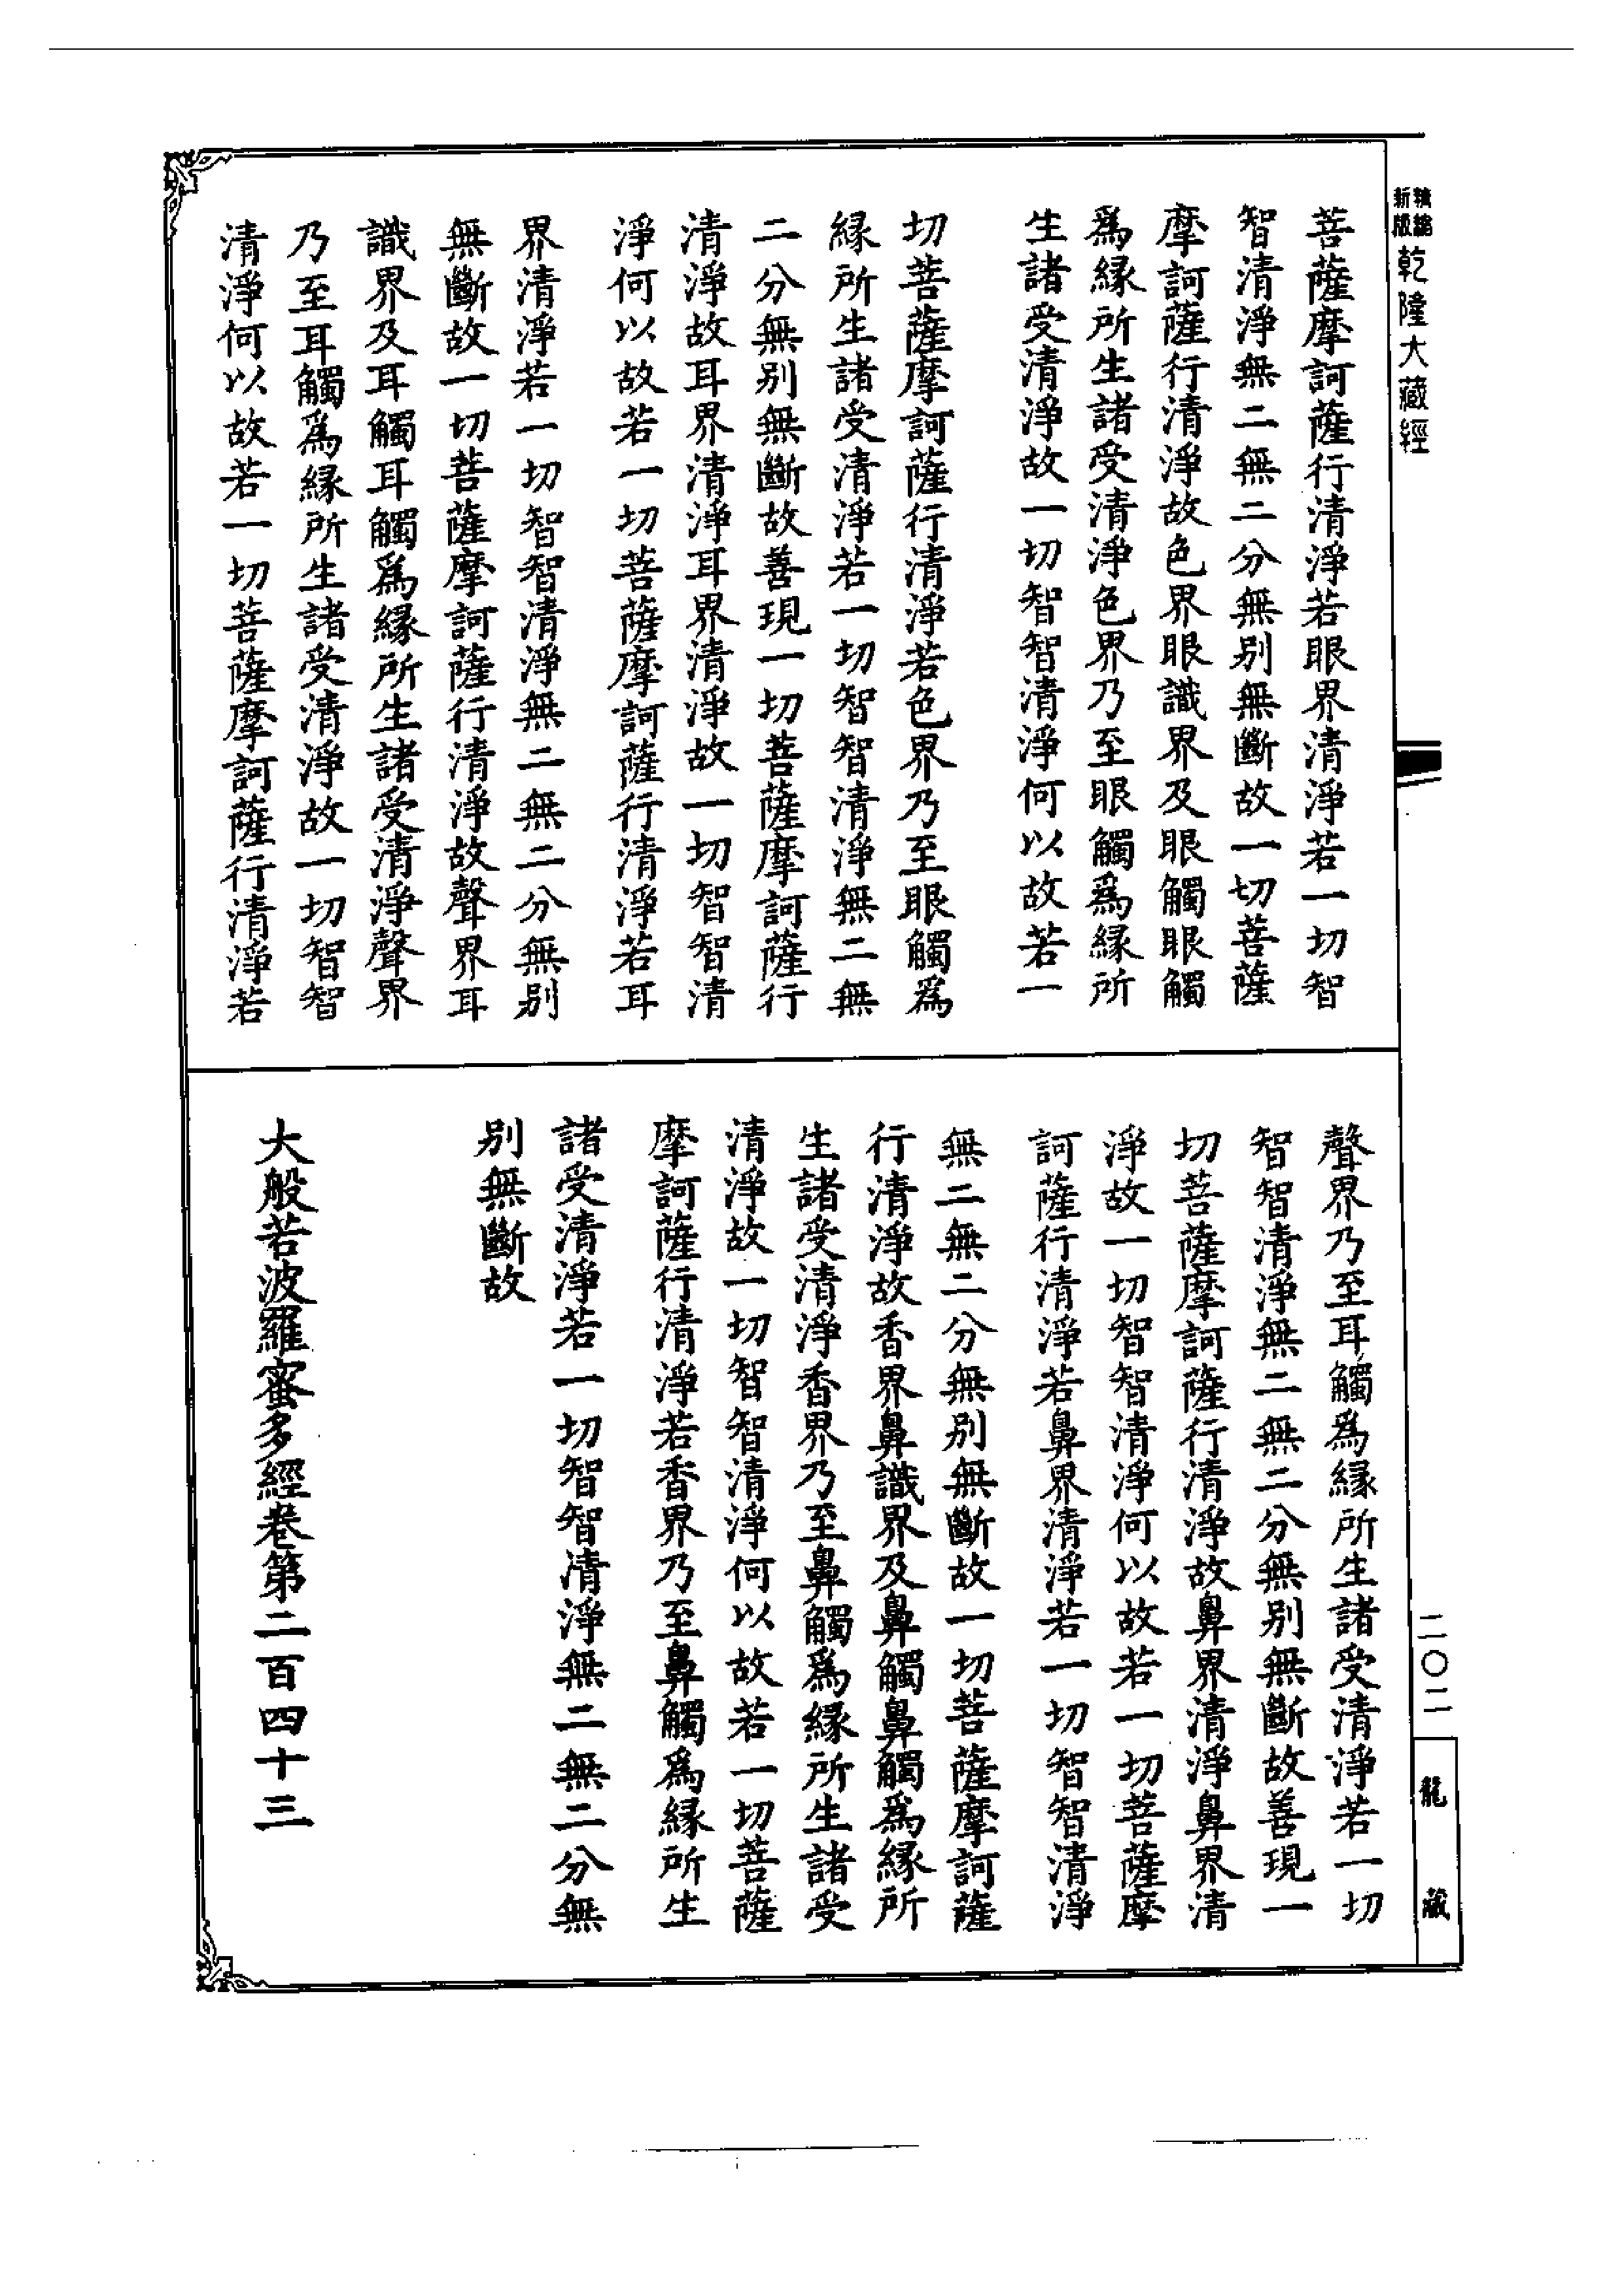 新編
新版
乾隆大藏經
菩薩摩訶薩行清淨若眼界清淨若一切智
智清淨無二無二分無別無斷故一切菩薩
摩訶薩行清淨故色界眼識界及眼觸眼觸
爲緣所生諸受清淨色界乃至眼觸爲緣所
生諸受清淨故一切智智清淨何以故若一
切菩薩摩訶薩行清淨若色界乃至眼觸爲
緣所生諸受清淨若一切智智清淨無二無
二分無別無斷故善現一切菩薩摩訶薩行
清淨故耳界清淨耳界清淨故一切智智清
淨何以故若一切菩薩摩訶薩行清淨若耳
界清淨若一切智智清淨無二無二分無別
無斷故一切菩薩摩訶薩行清淨故聲界耳
識界及耳觸耳觸爲緣所生諸受清淨聲界
乃至耳觸爲緣所生諸受清淨故一切智智
清淨何以故若一切菩薩摩訶薩行清淨若
聲界乃至耳觸爲緣所生諸受清淨若一切
智智清淨無二無二分無別無斷故善現一
切菩薩摩訶薩行清淨故鼻界清淨鼻界清
淨故一切智智清淨何以故若一切菩薩摩
訶薩行清淨若鼻界清淨若一切智智清淨
無二無二分無別無斷故一切菩薩摩訶薩
行清淨故香界鼻識界及鼻觸鼻觸爲緣所
生諸受清淨香界乃至鼻觸爲緣所生諸受
清淨故一切智智清淨何以故若一切菩薩
摩訶薩行清淨若香界乃至鼻觸爲緣所生
諸受清淨若一切智智清淨無二無二分無
別無斷故
大般若波羅蜜多經卷第二百四十三
二〇二
龍藏